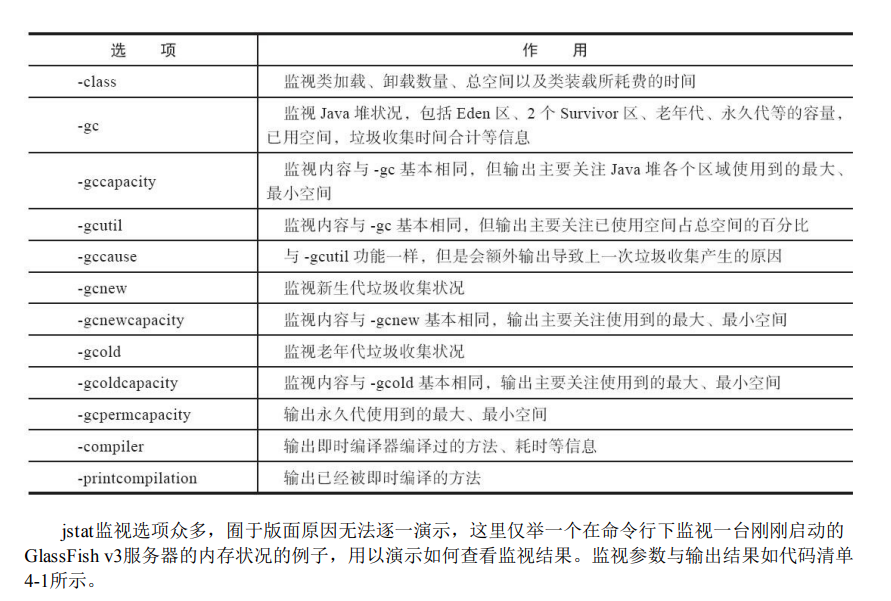 选 项 作 用
-class 监视类加载、卸载数量、总空间以及类装载所耗费的时间
-gc 监视 Java 堆状况，包括 Eden 区、2 个 Survivor 区、老年代、永久代等的容量，
已用空间，垃圾收集时间合计等信息
-gccapacity 监视内容与 -gc 基本相同，但输出主要关注 Java 堆各个区域使用到的最大、
最小空间
-gcutil 监视内容与 -gc 基本相同，但输出主要关注已使用空间占总空间的百分比
-gccause 与 -gcutil 功能一样，但是会额外输出导致上一次垃圾收集产生的原因
-gcnew 监视新生代垃圾收集状况
-gcnewcapacity 监视内容与 -gcnew 基本相同，输出主要关注使用到的最大、最小空间
-gcold 监视老年代垃圾收集状况
-gcoldcapacity 监视内容与 -gcold 基本相同，输出主要关注使用到的最大、最小空间
-gcpermcapacity 输出永久代使用到的最大、最小空间
-compiler 输出即时编译器编译过的方法、耗时等信息
-printcompilation 输出已经被即时编译的方法
jstat监视选项众多，囿于版面原因无法逐一演示，这里仅举一个在命令行下监视一台刚刚启动的
GlassFish v3服务器的内存状况的例子，用以演示如何查看监视结果。监视参数与输出结果如代码清单
4-1所示。